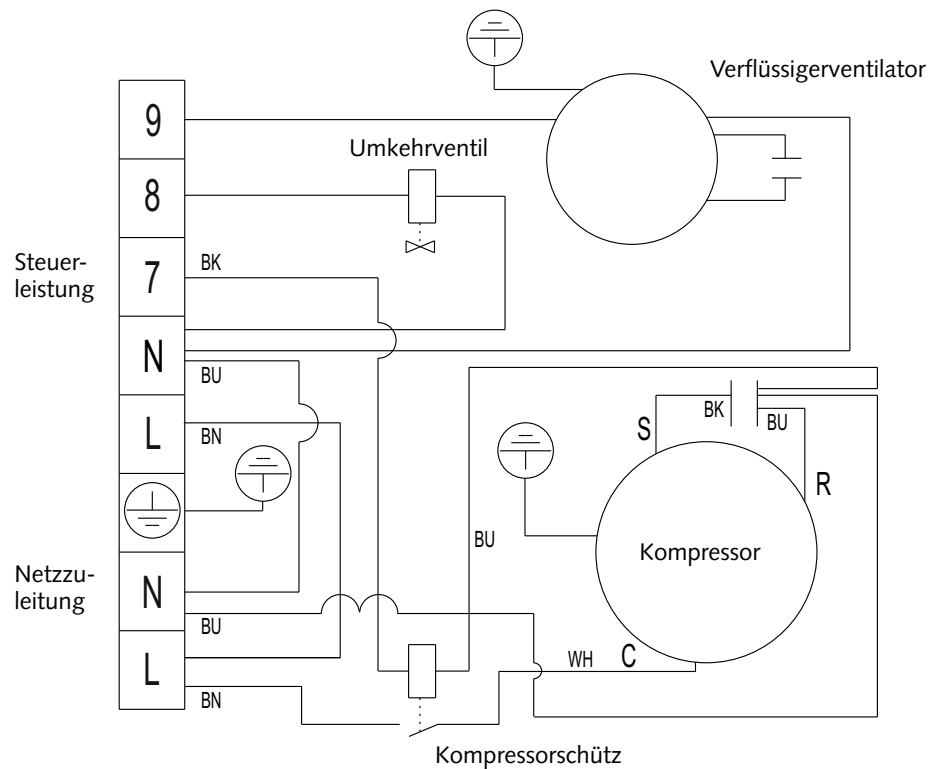 Verflüssigerventilator
9
Umkehrventil
8
Steuer-
leistung
7
BK
N
BU
L
BN
S
BK
BU
R
BU
Kompressor
Netzzu-
leitung
N
BU
L
BN
WH
C
Kompressorschütz